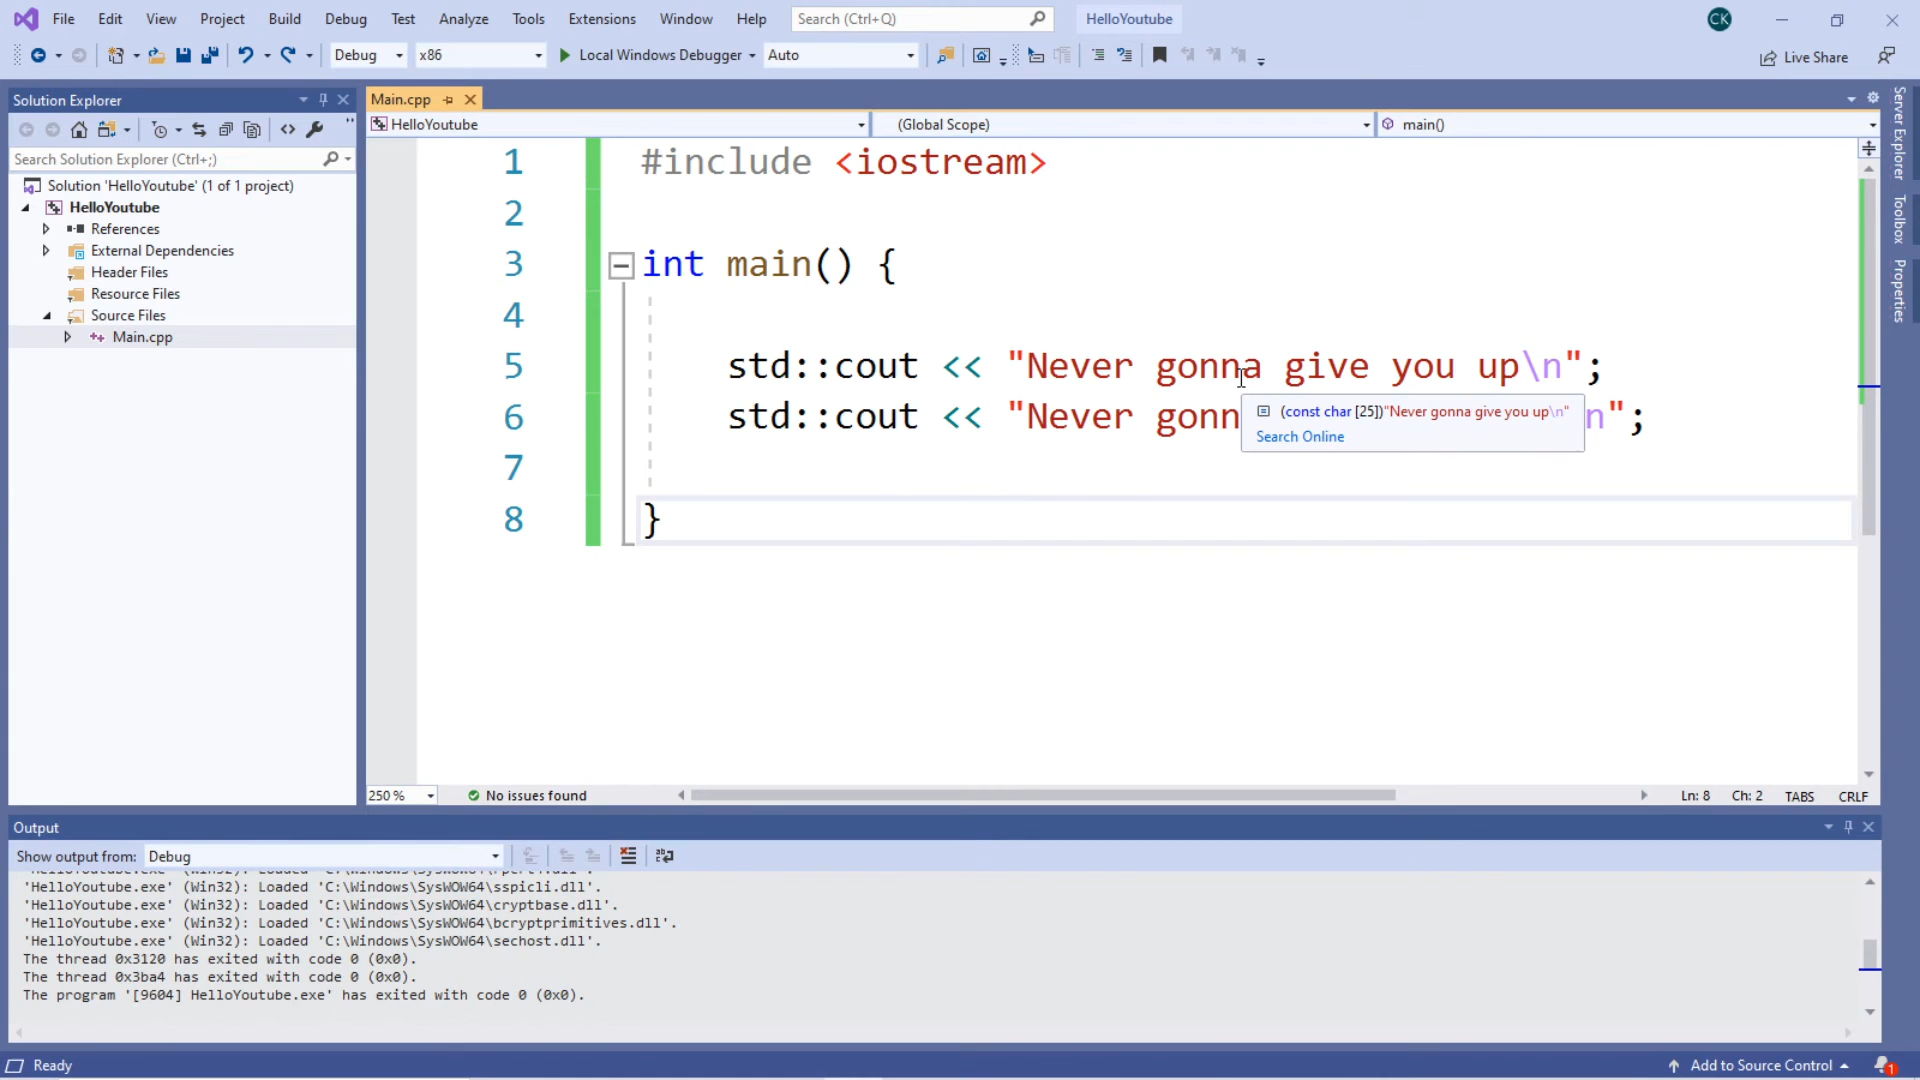 File Edit View Project Build Debug Test Analyze Tools Extensions Window Help Search (Ctrl+Q) HelloYoutube CK
Debug x86 Local Windows Debugger Auto Live Share
Solution Explorer
Search Solution Explorer (Ctrl+;)
Solution 'HelloYoutube' (1 of 1 project)
HelloYoutube
References
External Dependencies
Header Files
Resource Files
Source Files
Main.cpp
Main.cpp
HelloYoutube (Global Scope) main()
1 #include <iostream>
2
3 int main() {
4
5 std::cout << "Never gonna give you up\n";
6 std::cout << "Never gonn n";
(const char [25])"Never gonna give you up\n"
Search Online
7
8 }
250 % No issues found Ln: 8 Ch: 2 TABS CRLF
Server Explorer
Toolbox
Properties
Output
Show output from: Debug
'HelloYoutube.exe' (Win32): Loaded 'C:\Windows\SysWOW64\sspicli.dll'.
'HelloYoutube.exe' (Win32): Loaded 'C:\Windows\SysWOW64\cryptbase.dll'.
'HelloYoutube.exe' (Win32): Loaded 'C:\Windows\SysWOW64\bcryptprimitives.dll'.
'HelloYoutube.exe' (Win32): Loaded 'C:\Windows\SysWOW64\sechost.dll'.
The thread 0x3120 has exited with code 0 (0x0).
The thread 0x3ba4 has exited with code 0 (0x0).
The program '[9604] HelloYoutube.exe' has exited with code 0 (0x0).
Ready Add to Source Control 1